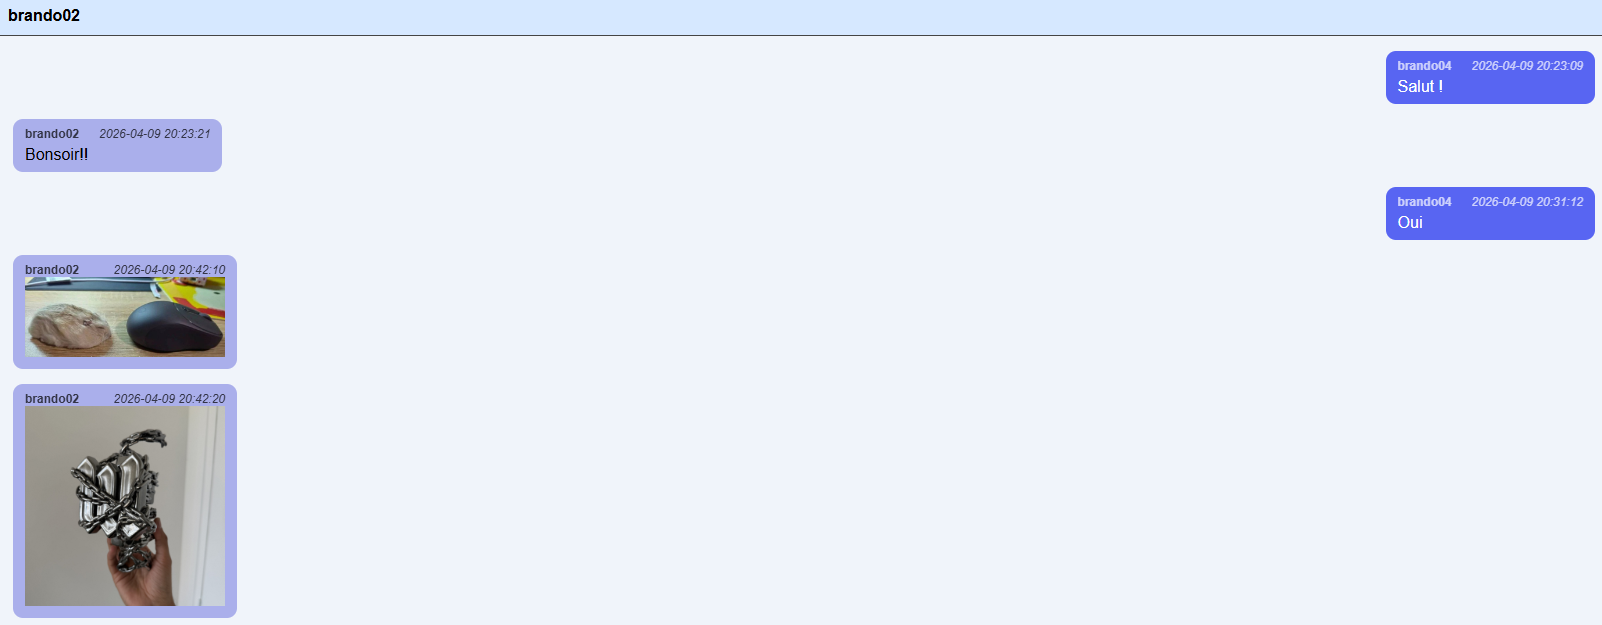 brando02
brando04 2026-04-09 20:23:09
Salut !
brando02 2026-04-09 20:23:21
Bonsoir!!
brando04 2026-04-09 20:31:12
Oui
brando02 2026-04-09 20:42:10
brando02 2026-04-09 20:42:20